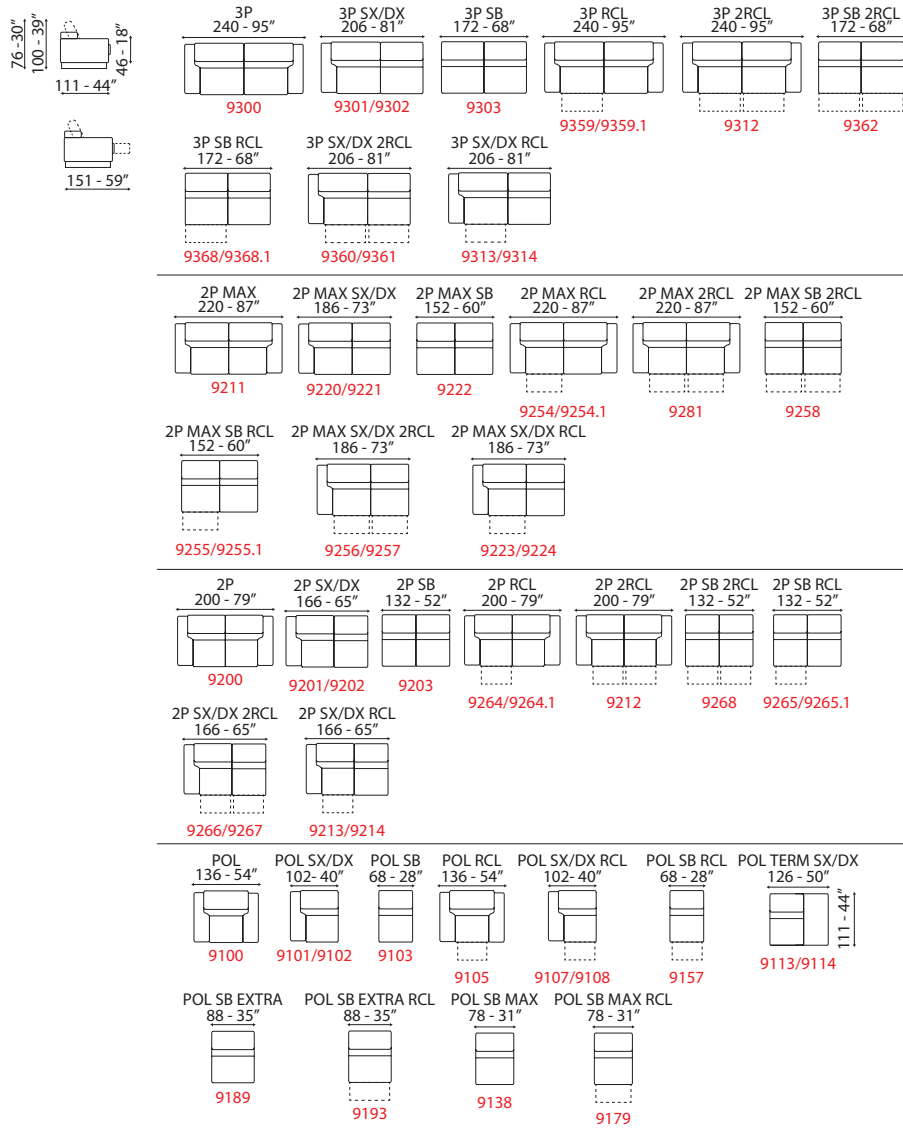 76 -30”
100 - 39”
46 - 18”
111 - 44”
151 - 59”
3P
240 - 95”
9300
3P SX/DX
206 - 81”
9301/9302
3P SB
172 - 68”
9303
3P RCL
240 - 95”
9359/9359.1
3P 2RCL
240 - 95”
9312
3P SB 2RCL
172 - 68”
9362
3P SB RCL
172 - 68”
9368/9368.1
3P SX/DX 2RCL
206 - 81”
9360/9361
3P SX/DX RCL
206 - 81”
9313/9314
2P MAX
220 - 87”
9211
2P MAX SX/DX
186 - 73”
9220/9221
2P MAX SB
152 - 60”
9222
2P MAX RCL
220 - 87”
9254/9254.1
2P MAX 2RCL
220 - 87”
9281
2P MAX SB 2RCL
152 - 60”
9258
2P MAX SB RCL
152 - 60”
9255/9255.1
2P MAX SX/DX 2RCL
186 - 73”
9256/9257
2P MAX SX/DX RCL
186 - 73”
9223/9224
2P
200 - 79”
9200
2P SX/DX
166 - 65”
9201/9202
2P SB
132 - 52”
9203
2P RCL
200 - 79”
9264/9264.1
2P 2RCL
200 - 79”
9212
2P SB 2RCL
132 - 52”
9268
2P SB RCL
132 - 52”
9265/9265.1
2P SX/DX 2RCL
166 - 65”
9266/9267
2P SX/DX RCL
166 - 65”
9213/9214
POL
136 - 54”
9100
POL SX/DX
102- 40”
9101/9102
POL SB
68 - 28”
9103
POL RCL
136 - 54”
9105
POL SX/DX RCL
102- 40”
9107/9108
POL SB RCL
68 - 28”
9157
POL TERM SX/DX
126 - 50”
111 - 44”
9113/9114
POL SB EXTRA
88 - 35”
9189
POL SB EXTRA RCL
88 - 35”
9193
POL SB MAX
78 - 31”
9138
POL SB MAX RCL
78 - 31”
9179